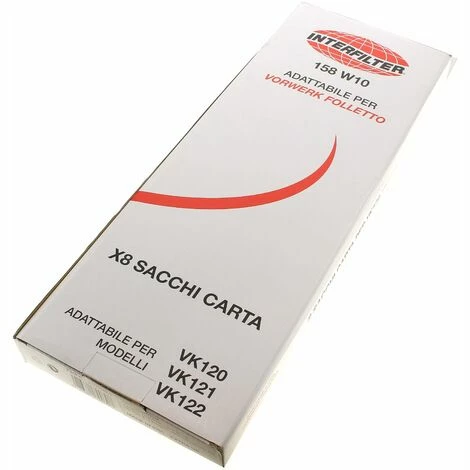 INTERFILTER
158 W10
ADATTABILE PER
VORWERK FOLLETTO
X8 SACCHI CARTA
ADATTABILE PER
MODELLI
VK120
VK121
VK122